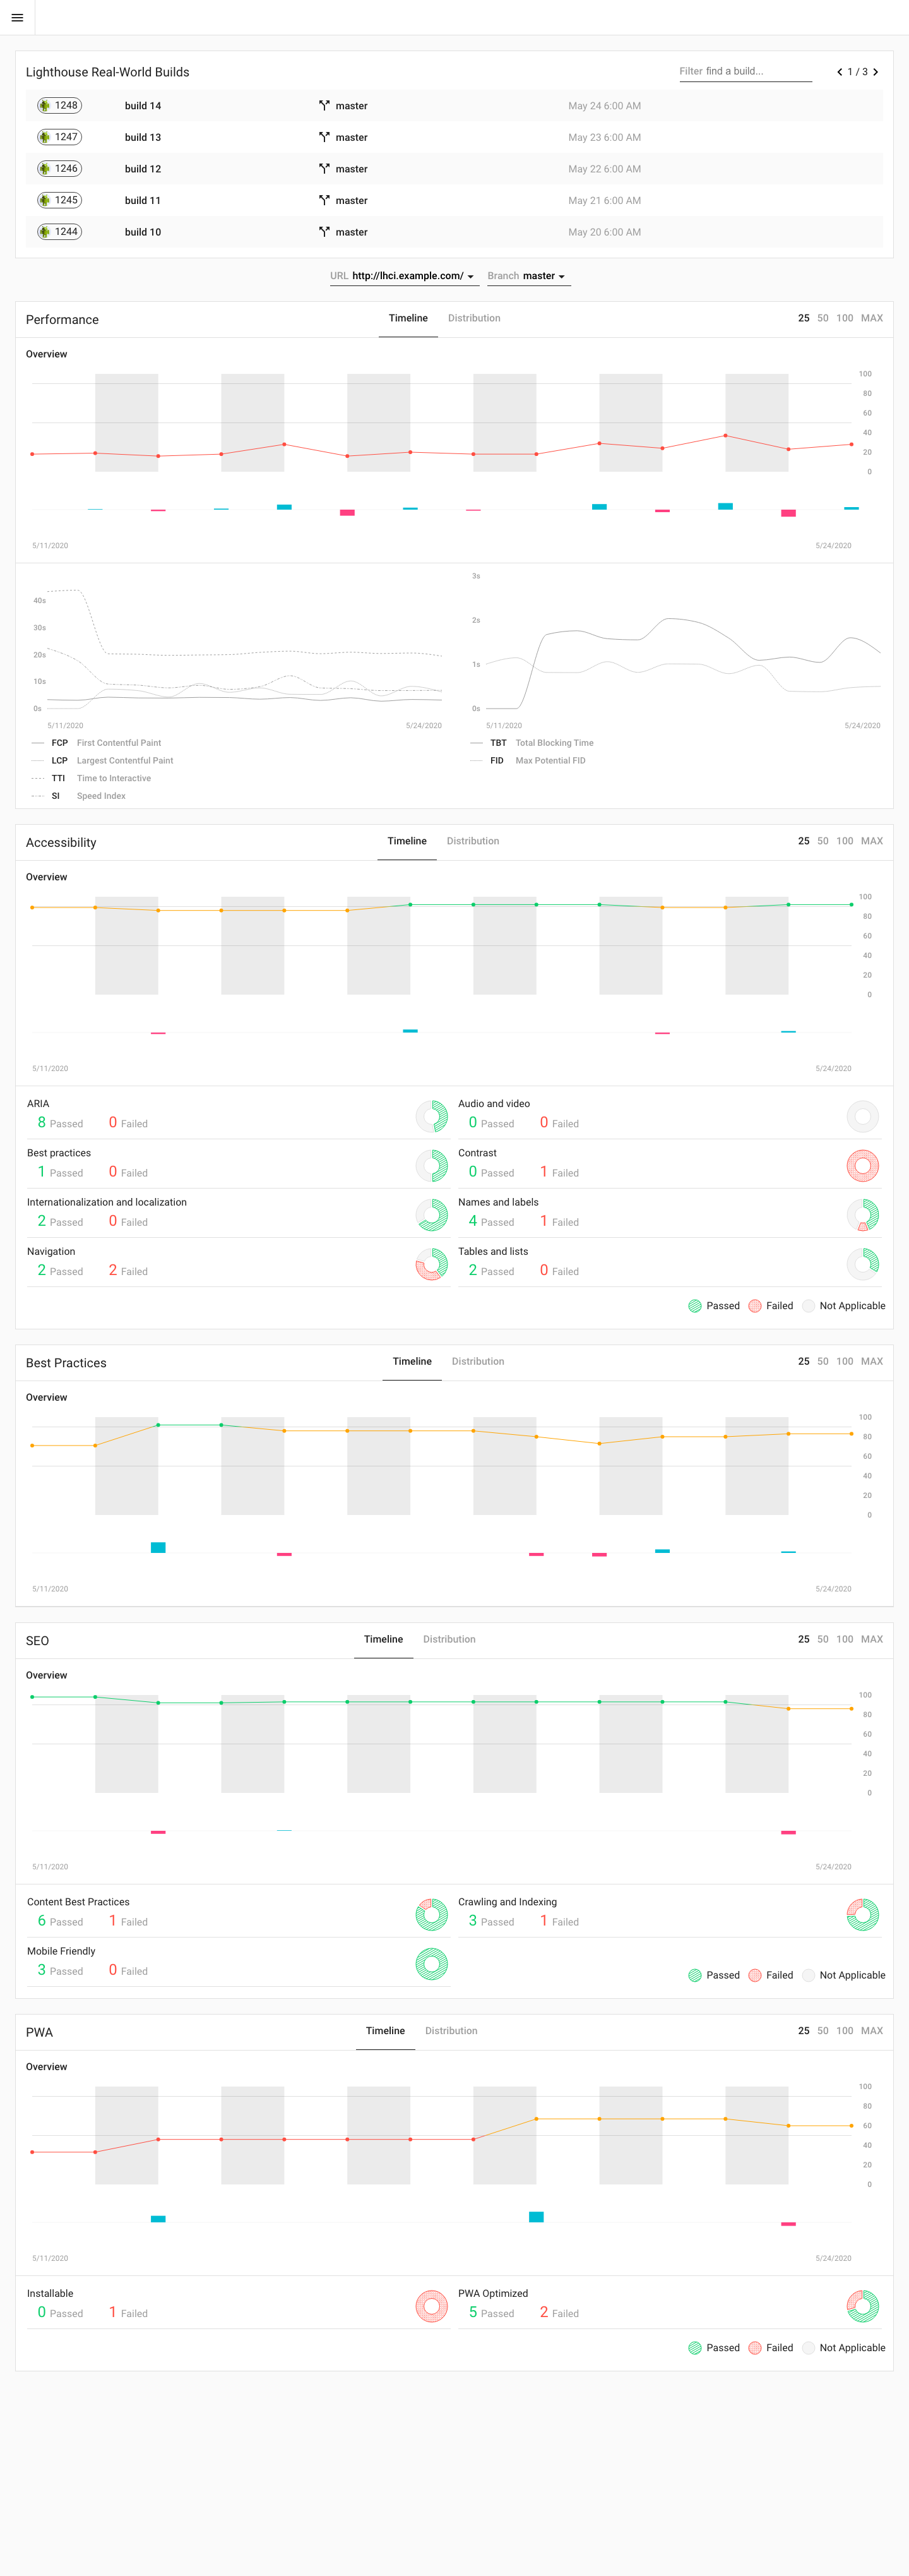 Lighthouse Real-World Builds
Filter find a build...
1 / 3
1248 build 14 master May 24 6:00 AM
1247 build 13 master May 23 6:00 AM
1246 build 12 master May 22 6:00 AM
1245 build 11 master May 21 6:00 AM
1244 build 10 master May 20 6:00 AM
URL http://lhci.example.com/ Branch master
Performance Timeline Distribution 25 50 100 MAX
Overview
100
80
60
40
20
0
5/11/2020 5/24/2020
40s
30s
20s
10s
0s
5/11/2020 5/24/2020
FCP First Contentful Paint
LCP Largest Contentful Paint
TTI Time to Interactive
SI Speed Index
3s
2s
1s
0s
5/11/2020 5/24/2020
TBT Total Blocking Time
FID Max Potential FID
Accessibility Timeline Distribution 25 50 100 MAX
Overview
100
80
60
40
20
0
5/11/2020 5/24/2020
ARIA
8 Passed 0 Failed
Audio and video
0 Passed 0 Failed
Best practices
1 Passed 0 Failed
Contrast
0 Passed 1 Failed
Internationalization and localization
2 Passed 0 Failed
Names and labels
4 Passed 1 Failed
Navigation
2 Passed 2 Failed
Tables and lists
2 Passed 0 Failed
Passed Failed Not Applicable
Best Practices Timeline Distribution 25 50 100 MAX
Overview
100
80
60
40
20
0
5/11/2020 5/24/2020
SEO Timeline Distribution 25 50 100 MAX
Overview
100
80
60
40
20
0
5/11/2020 5/24/2020
Content Best Practices
6 Passed 1 Failed
Crawling and Indexing
3 Passed 1 Failed
Mobile Friendly
3 Passed 0 Failed
Passed Failed Not Applicable
PWA Timeline Distribution 25 50 100 MAX
Overview
100
80
60
40
20
0
5/11/2020 5/24/2020
Installable
0 Passed 1 Failed
PWA Optimized
5 Passed 2 Failed
Passed Failed Not Applicable